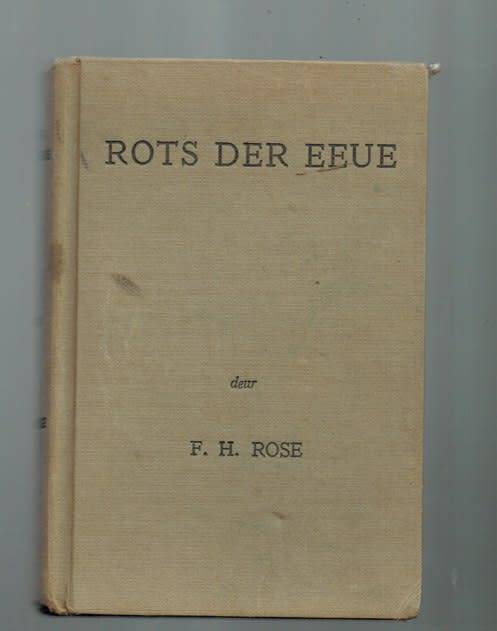 ROTS DER EEUE
deur
F. H. ROSE